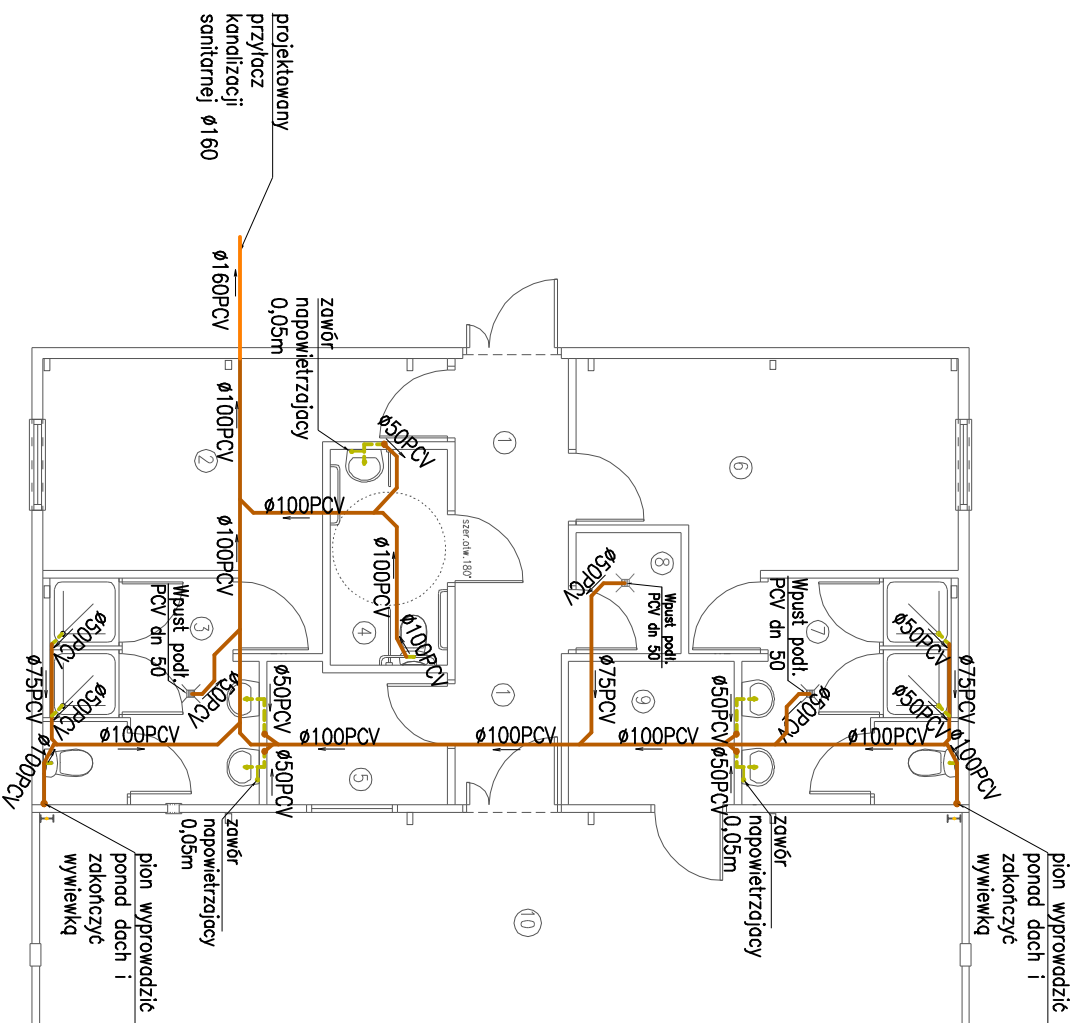 projektowany
przyłacz
kanalizacji
sanitarnej ø160
ø160PCV
zawór
napowietrzajacy
0,05m
ø100PCV
ø50PCV
ø100PCV
ø100PCV
ø100PCV
ø100PCV
szer.otw.180°
1
2
6
8
ø50PCV
Wpust podł.
PCV dn 50
Wpust podł.
PCV dn 50
7
ø50PCV
ø50PCV
ø75PCV
ø50PCV
Wpust podł.
PCV dn 50
3
4
ø50PCV
ø50PCV
ø75PCV
ø50PCV
ø50PCV
1
ø75PCV
9
ø50PCV
ø100PCV
ø100PCV
ø50PCV
ø100PCV
ø100PCV
ø100PCV
ø50PCV
ø100PCV
ø100PCV
5
zawór
napowietrzajacy
0,05m
zawór
napowietrzajacy
0,05m
pion wyprowadzić
ponad dach i
zakończyć
wywiewką
pion wyprowadzić
ponad dach i
zakończyć
wywiewką
10